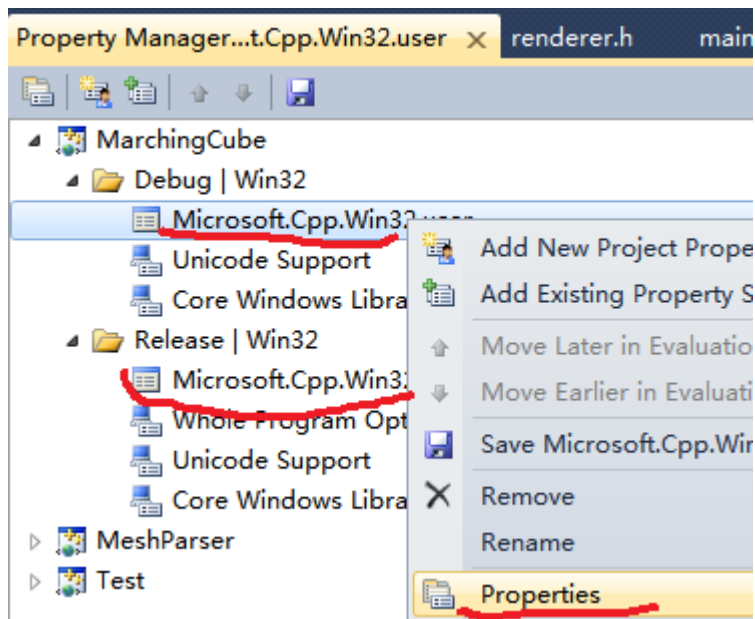 Property Manager...t.Cpp.Win32.user renderer.h main
MarchingCube
Debug | Win32
Microsoft.Cpp.Win32.user
Unicode Support
Core Windows Libra
Release | Win32
Microsoft.Cpp.Win3
Whole Program Opt
Unicode Support
Core Windows Libra
MeshParser
Test
Add New Project Prope
Add Existing Property S
Move Later in Evaluatio
Move Earlier in Evaluati
Save Microsoft.Cpp.Win
Remove
Rename
Properties